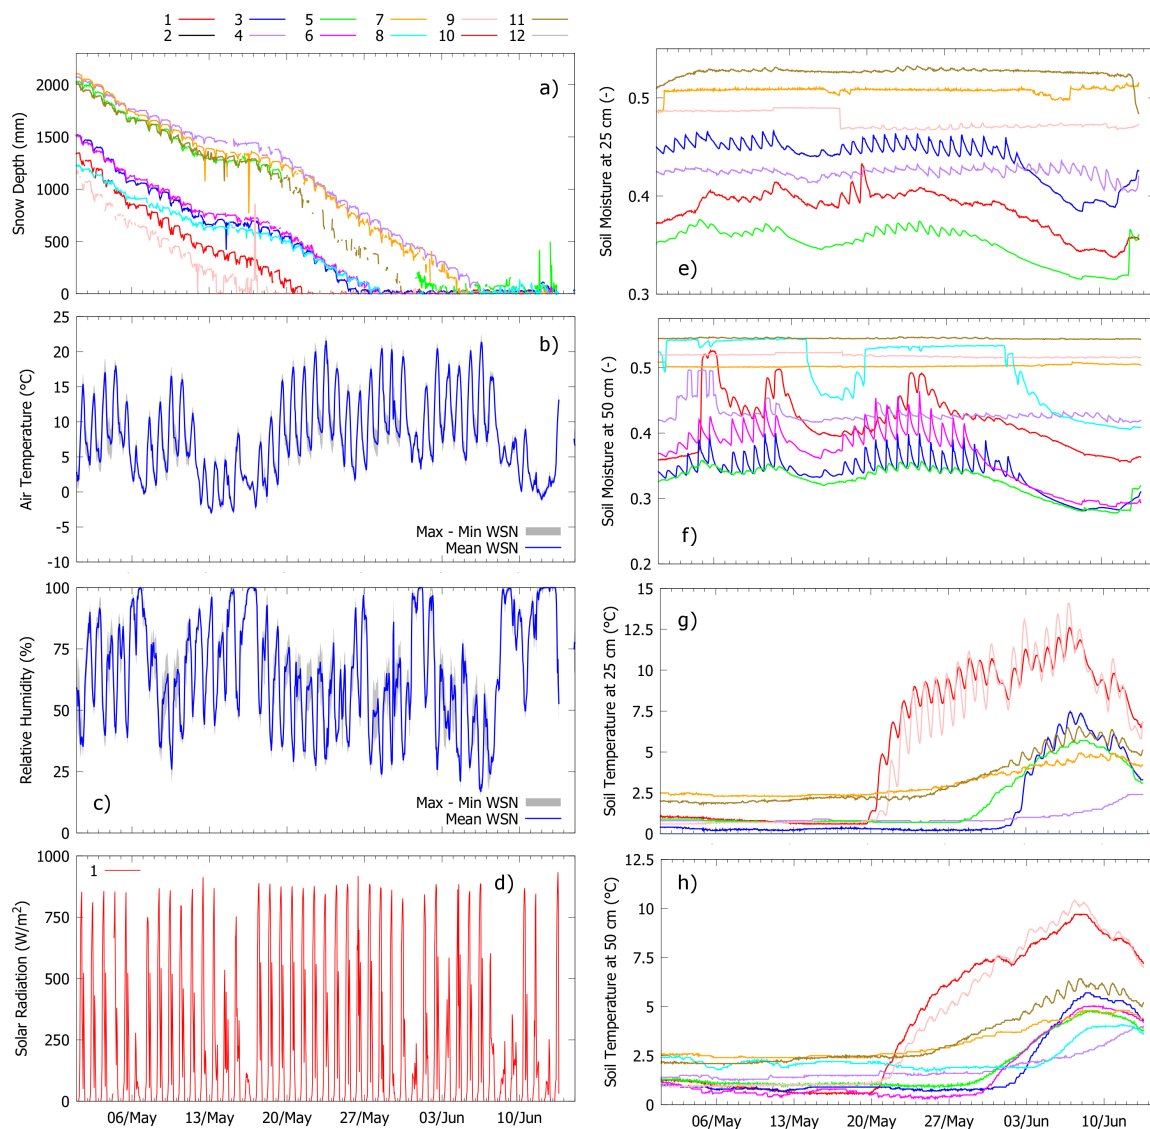 1 3 5 7 9 11
2 4 6 8 10 12
a)
Snow Depth (mm)
2000
1500
1000
500
0
b)
Air Temperature (°C)
25
20
15
10
5
0
-5
-10
Max - Min WSN
Mean WSN
c)
Relative Humidity (%)
100
75
50
25
0
Max - Min WSN
Mean WSN
d)
1
Solar Radiation (W/m²)
1000
750
500
250
0
06/May 13/May 20/May 27/May 03/Jun 10/Jun
e)
Soil Moisture at 25 cm (-)
0.5
0.4
0.3
f)
Soil Moisture at 50 cm (-)
0.5
0.4
0.3
0.2
g)
Soil Temperature at 25 cm (°C)
15
12.5
10
7.5
5
2.5
0
h)
Soil Temperature at 50 cm (°C)
12.5
10
7.5
5
2.5
0
06/May 13/May 20/May 27/May 03/Jun 10/Jun